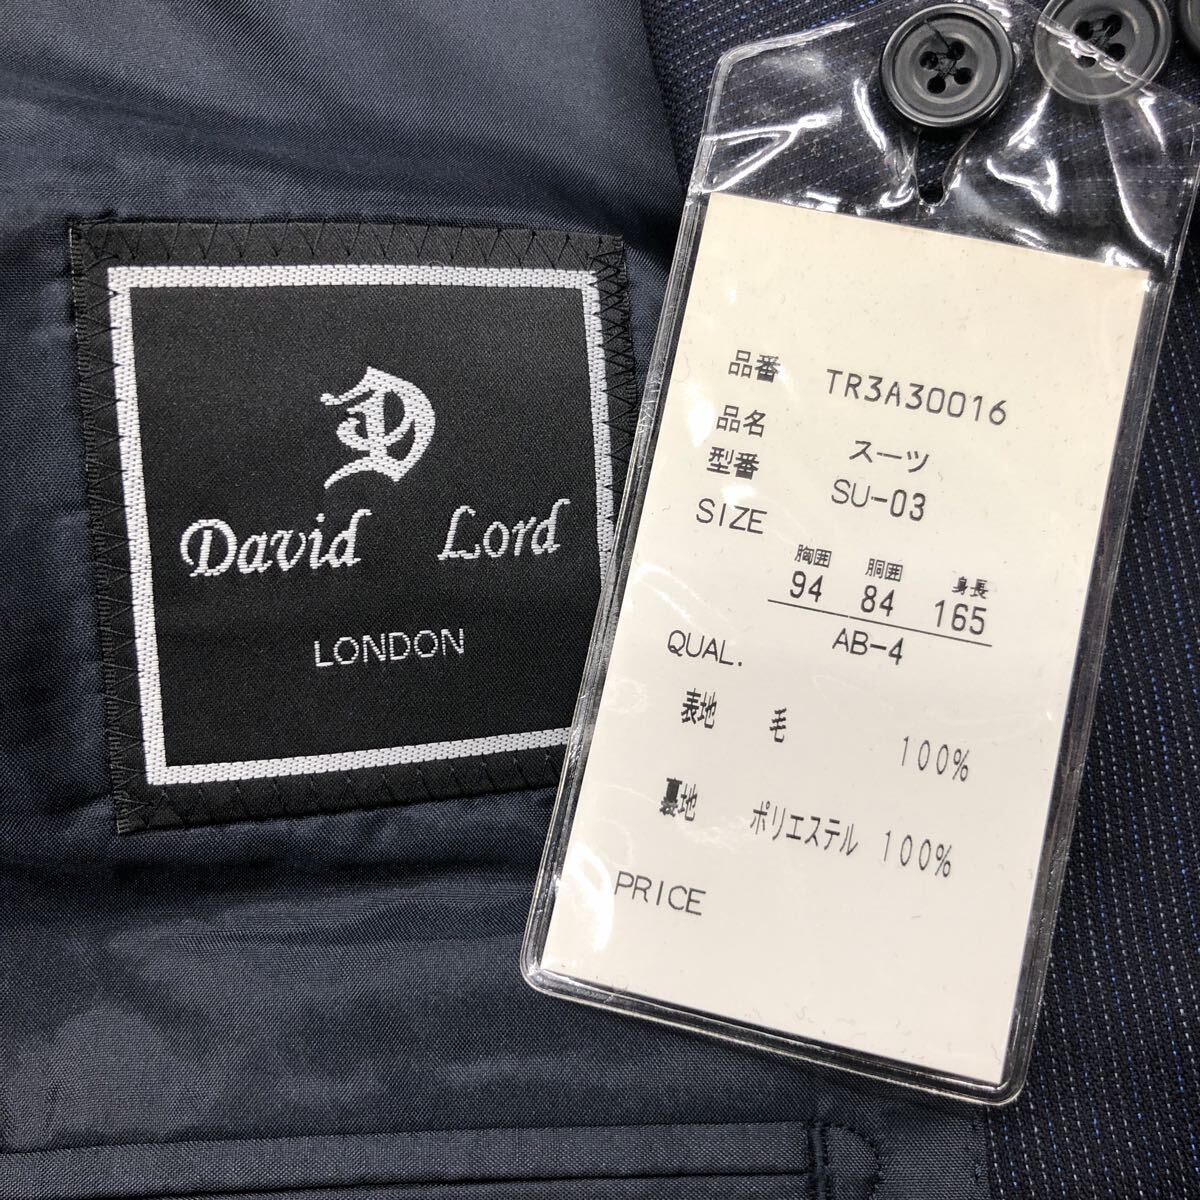 D
David Lord
LONDON
品番 TR3A30016
品名 スーツ
型番 SU-03
SIZE
胸囲 胴囲 身長
94 84 165
AB-4
QUAL.
表地 毛 100%
裏地 ポリエステル 100%
PRICE